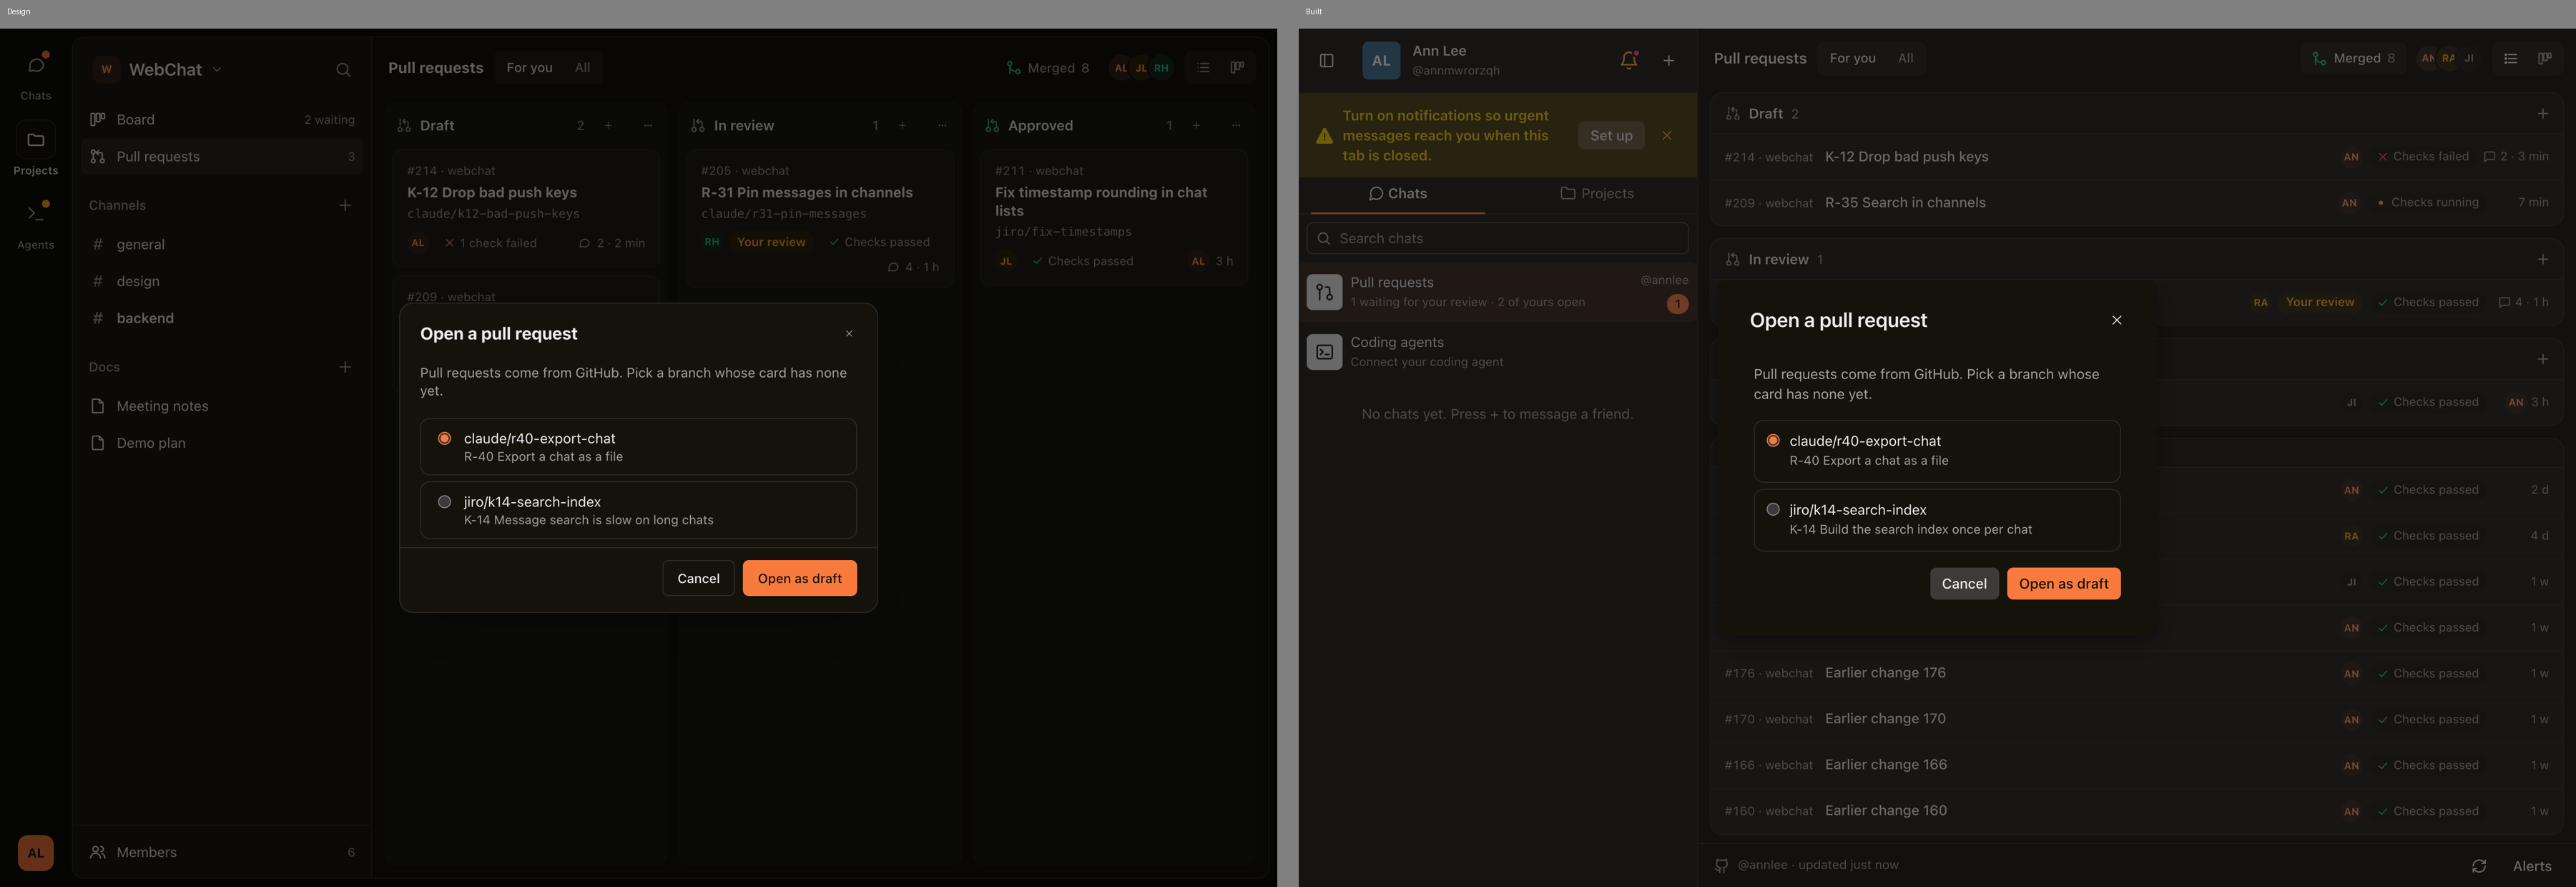 Design
Chats
Projects
Agents
AL
W
WebChat
Board
2 waiting
Pull requests
3
Channels
# general
# design
# backend
Docs
Meeting notes
Demo plan
Members
6
Pull requests
For you
All
Merged 8
AL
JL
RH
Draft
2
#214 · webchat
K-12 Drop bad push keys
claude/k12-bad-push-keys
AL
1 check failed
2 · 2 min
#209 · webchat
In review
1
#205 · webchat
R-31 Pin messages in channels
claude/r31-pin-messages
RH
Your review
Checks passed
4 · 1 h
Approved
1
#211 · webchat
Fix timestamp rounding in chat
lists
jiro/fix-timestamps
JL
Checks passed
AL
3 h
Open a pull request
Pull requests come from GitHub. Pick a branch whose card has none
yet.
claude/r40-export-chat
R-40 Export a chat as a file
jiro/k14-search-index
K-14 Message search is slow on long chats
Cancel
Open as draft
Built
AL
Ann Lee
@annmwrorzqh
Turn on notifications so urgent
messages reach you when this
tab is closed.
Set up
Chats
Projects
Search chats
Pull requests
@annlee
1 waiting for your review · 2 of yours open
1
Coding agents
Connect your coding agent
No chats yet. Press + to message a friend.
Pull requests
For you
All
Merged 8
AN
RA
JI
Draft 2
#214 · webchat K-12 Drop bad push keys AN Checks failed 2 · 3 min
#209 · webchat R-35 Search in channels AN Checks running 7 min
In review 1
RA Your review Checks passed 4 · 1 h
JI Checks passed AN 3 h
AN Checks passed 2 d
RA Checks passed 4 d
JI Checks passed 1 w
AN Checks passed 1 w
#176 · webchat Earlier change 176 AN Checks passed 1 w
#170 · webchat Earlier change 170 AN Checks passed 1 w
#166 · webchat Earlier change 166 AN Checks passed 1 w
#160 · webchat Earlier change 160 AN Checks passed 1 w
@annlee · updated just now
Alerts
Open a pull request
Pull requests come from GitHub. Pick a branch whose
card has none yet.
claude/r40-export-chat
R-40 Export a chat as a file
jiro/k14-search-index
K-14 Build the search index once per chat
Cancel
Open as draft